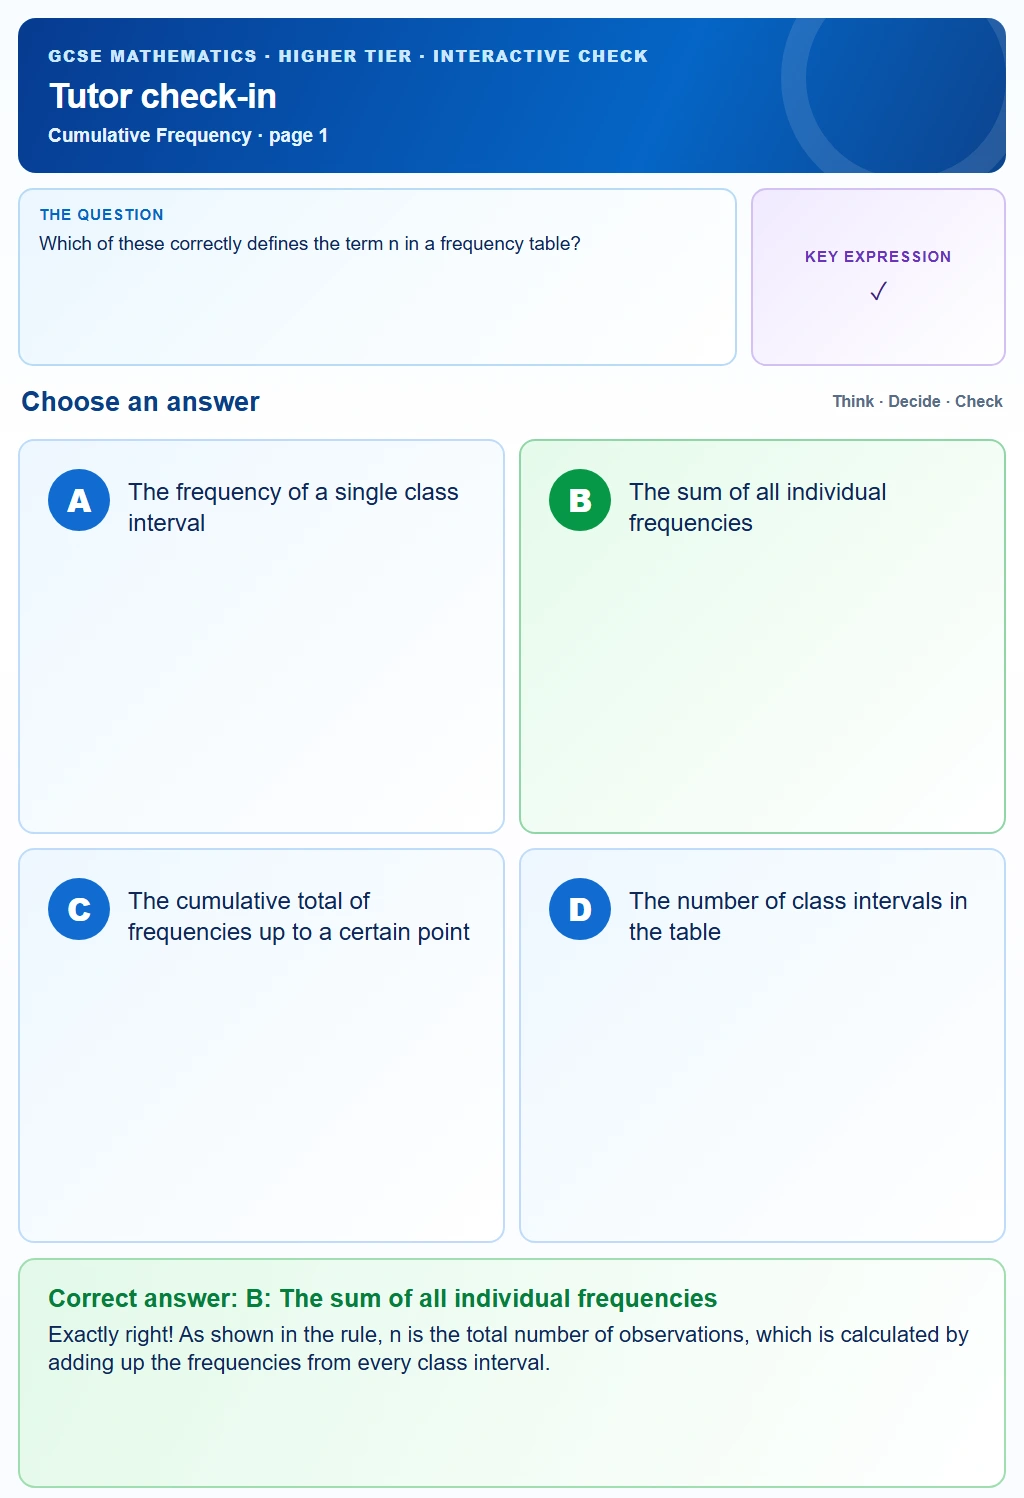 GCSE MATHEMATICS · HIGHER TIER · INTERACTIVE CHECK
Tutor check-in
Cumulative Frequency · page 1
THE QUESTION
Which of these correctly defines the term n in a frequency table?
KEY EXPRESSION
✓
Choose an answer
Think · Decide · Check
A
The frequency of a single class
interval
B
The sum of all individual
frequencies
C
The cumulative total of
frequencies up to a certain point
D
The number of class intervals in
the table
Correct answer: B: The sum of all individual frequencies
Exactly right! As shown in the rule, n is the total number of observations, which is calculated by
adding up the frequencies from every class interval.